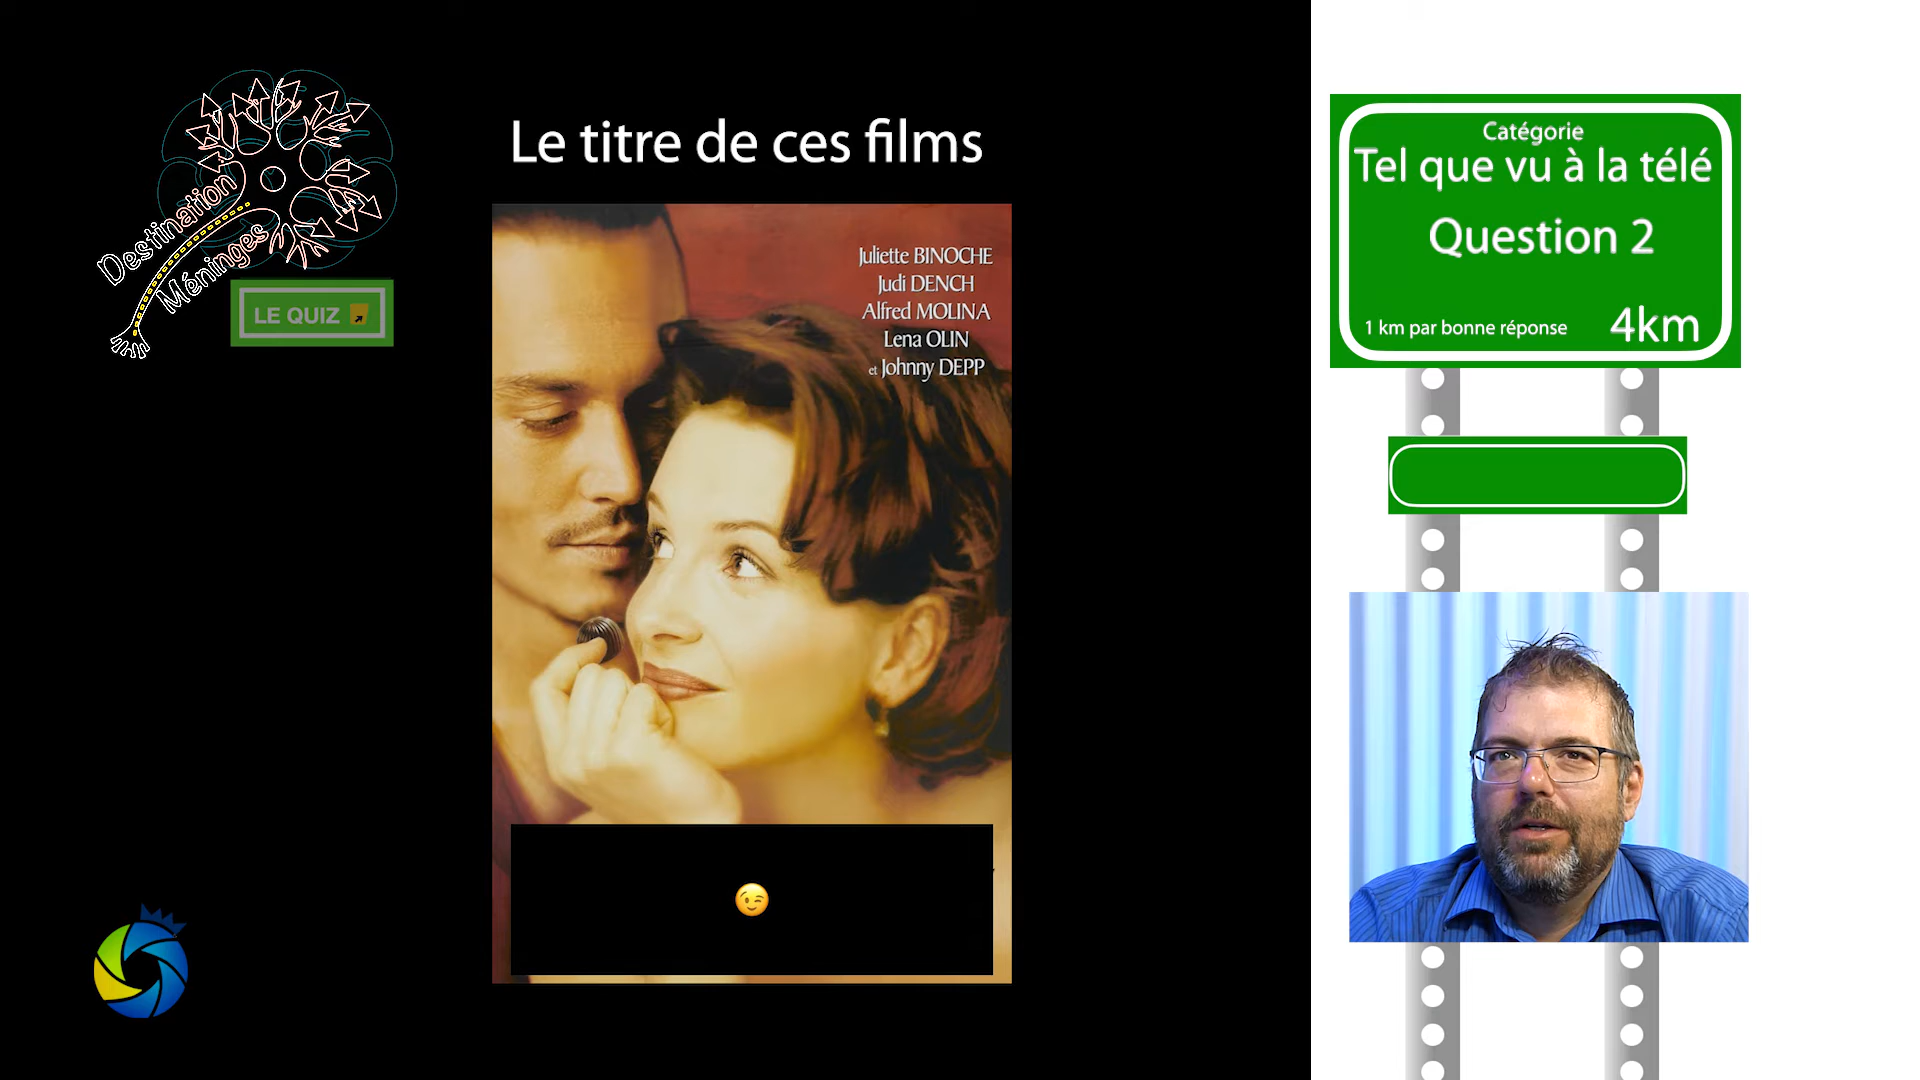 Destination
Méninges
LE QUIZ
Le titre de ces films
Juliette BINOCHE
Judi DENCH
Alfred MOLINA
Lena OLIN
et Johnny DEPP
Catégorie
Tel que vu à la télé
Question 2
1 km par bonne réponse
4km